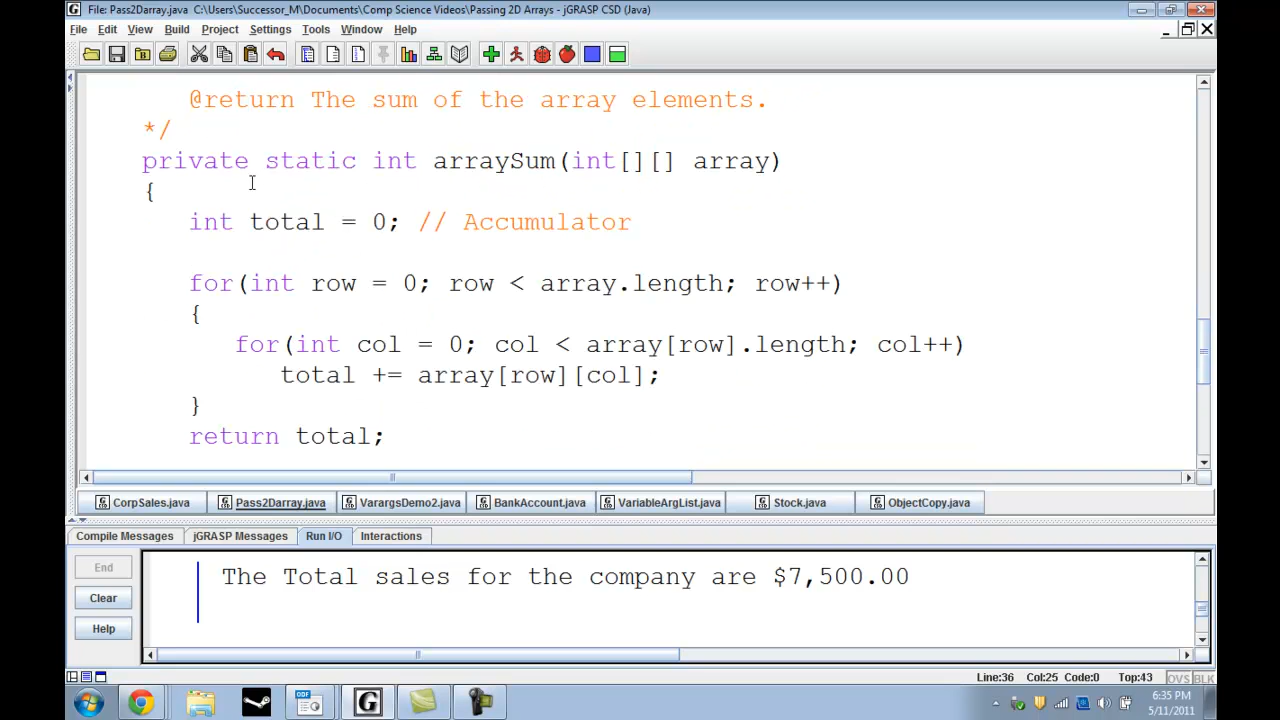 File: Pass2Darray.java C:\Users\Successor_M\Documents\Comp Science Videos\Passing 2D Arrays - jGRASP CSD (Java)
File Edit View Build Project Settings Tools Window Help
@return The sum of the array elements.
*/
private static int arraySum(int[][] array)
{
int total = 0; // Accumulator
for(int row = 0; row < array.length; row++)
{
for(int col = 0; col < array[row].length; col++)
total += array[row][col];
}
return total;
CorpSales.java Pass2Darray.java VarargsDemo2.java BankAccount.java VariableArgList.java Stock.java ObjectCopy.java
Compile Messages jGRASP Messages Run I/O Interactions
End
Clear
Help
The Total sales for the company are $7,500.00
Line:36 Col:25 Code:0 Top:43 OVS BLK
6:35 PM
5/11/2011